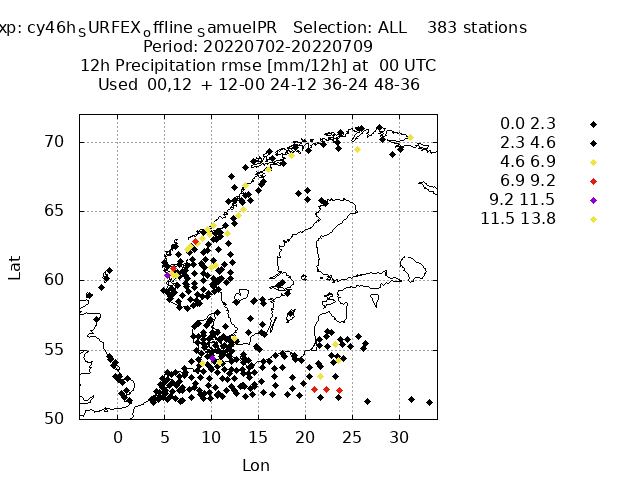 xp: cy46h_SURFEX_offline_samuelPR Selection: ALL 383 stations
Period: 20220702-20220709
12h Precipitation rmse [mm/12h] at 00 UTC
Used 00,12 + 12-00 24-12 36-24 48-36
0.0 2.3
2.3 4.6
4.6 6.9
6.9 9.2
9.2 11.5
11.5 13.8
70
65
60
55
50
Lat
0 5 10 15 20 25 30
Lon